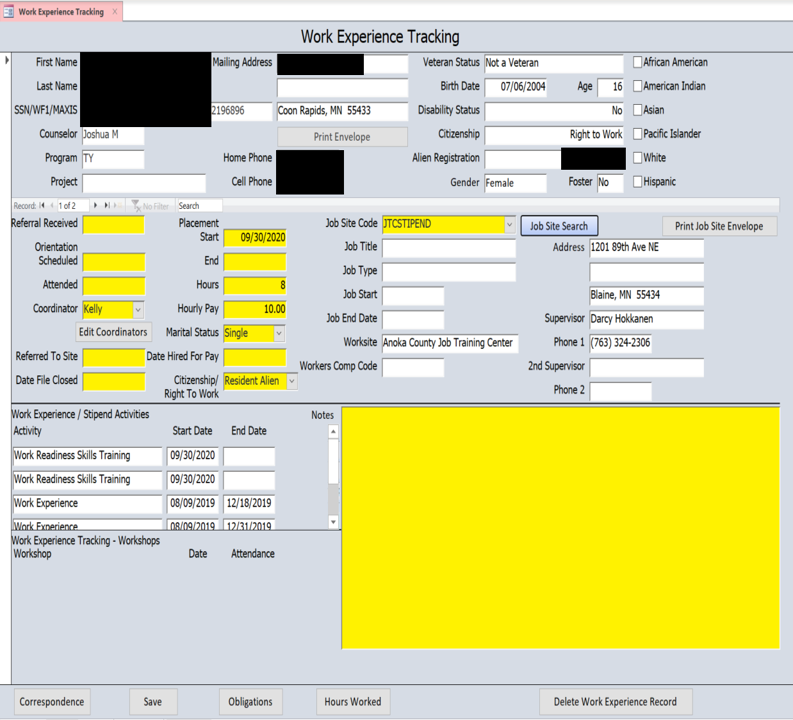 Work Experience Tracking X
Work Experience Tracking
First Name Mailing Address Veteran Status Not a Veteran African American
Last Name Birth Date 07/06/2004 Age 16 American Indian
SSN/WF1/MAXIS 2196896 Coon Rapids, MN 55433 Disability Status No Asian
Counselor Joshua M Print Envelope Citizenship Right to Work Pacific Islander
Program TY Home Phone Alien Registration White
Project Cell Phone Gender Female Foster No Hispanic
Record: 1 of 2 No Filter Search
Referral Received Placement Start 09/30/2020 Job Site Code JTCSTIPEND Job Site Search Print Job Site Envelope
Orientation Scheduled End Job Title Address 1201 89th Ave NE
Attended Hours 8 Job Type
Job Start Blaine, MN 55434
Coordinator Kelly Hourly Pay 10.00 Job End Date Supervisor Darcy Hokkanen
Edit Coordinators Marital Status Single Worksite Anoka County Job Training Center Phone 1 (763) 324-2306
Referred To Site Date Hired For Pay Workers Comp Code 2nd Supervisor
Date File Closed Citizenship/ Right To Work Resident Alien Phone 2
Work Experience / Stipend Activities Notes
Activity Start Date End Date
Work Readiness Skills Training 09/30/2020
Work Readiness Skills Training 09/30/2020
Work Experience 08/09/2019 12/18/2019
Work Experience 08/09/2019 12/31/2019
Work Experience Tracking - Workshops
Workshop Date Attendance
Correspondence Save Obligations Hours Worked Delete Work Experience Record